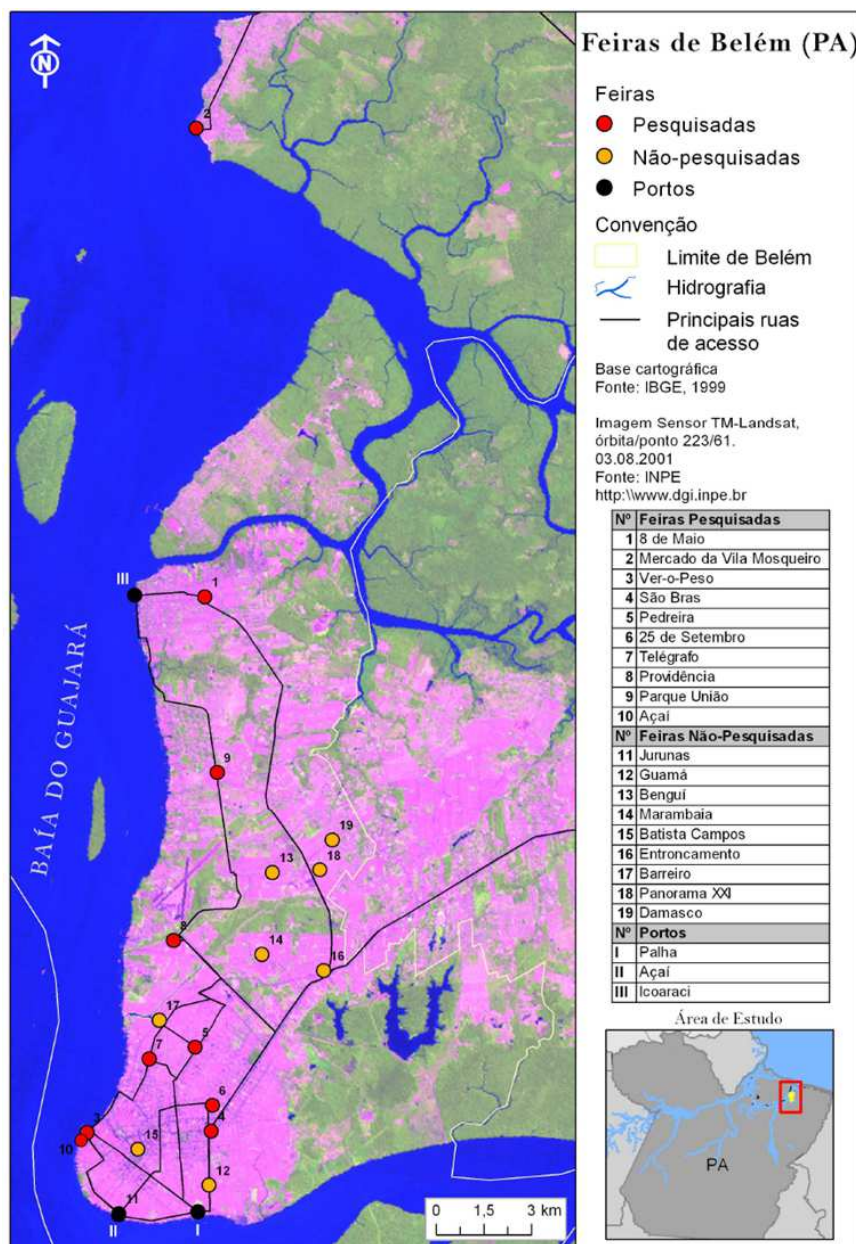 Feiras de Belém (PA)
Feiras
Pesquisadas
Não-pesquisadas
Portos
Convenção
Limite de Belém
Hidrografia
Principais ruas
de acesso
Base cartográfica
Fonte: IBGE, 1999
Imagem Sensor TM-Landsat,
órbita/ponto 223/61.
03.08.2001
Fonte: INPE
http:\\www.dgi.inpe.br
Nº Feiras Pesquisadas
1 8 de Maio
2 Mercado da Vila Mosqueiro
3 Ver-o-Peso
4 São Bras
5 Pedreira
6 25 de Setembro
7 Telégrafo
8 Providência
9 Parque União
10 Açaí
Nº Feiras Não-Pesquisadas
11 Jurunas
12 Guamá
13 Benguí
14 Marambaia
15 Batista Campos
16 Entroncamento
17 Barreiro
18 Panorama XXI
19 Damasco
Nº Portos
I Palha
II Açaí
III Icoaraci
Área de Estudo
PA
N
2
III
1
BAÍA DO GUAJARÁ
9
19
18
13
8
14
16
17
5
7
6
3
4
10
15
12
11
II
I
0 1,5 3 km